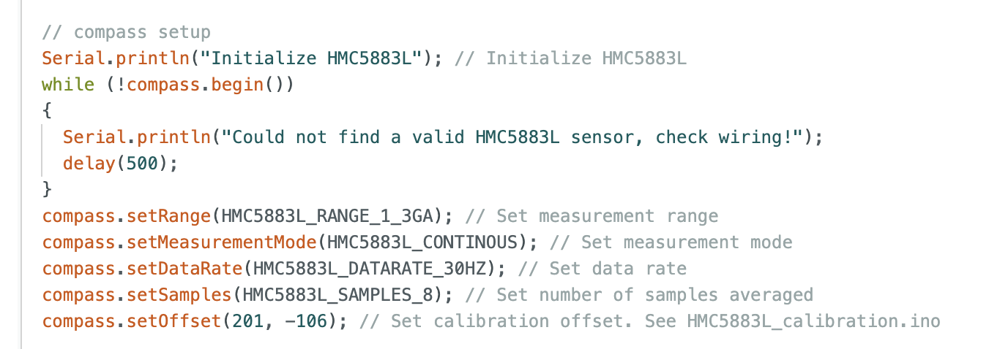 // compass setup
Serial.println("Initialize HMC5883L"); // Initialize HMC5883L
while (!compass.begin())
{
Serial.println("Could not find a valid HMC5883L sensor, check wiring!");
delay(500);
}
compass.setRange(HMC5883L_RANGE_1_3GA); // Set measurement range
compass.setMeasurementMode(HMC5883L_CONTINOUS); // Set measurement mode
compass.setDataRate(HMC5883L_DATARATE_30HZ); // Set data rate
compass.setSamples(HMC5883L_SAMPLES_8); // Set number of samples averaged
compass.setOffset(201, -106); // Set calibration offset. See HMC5883L_calibration.ino